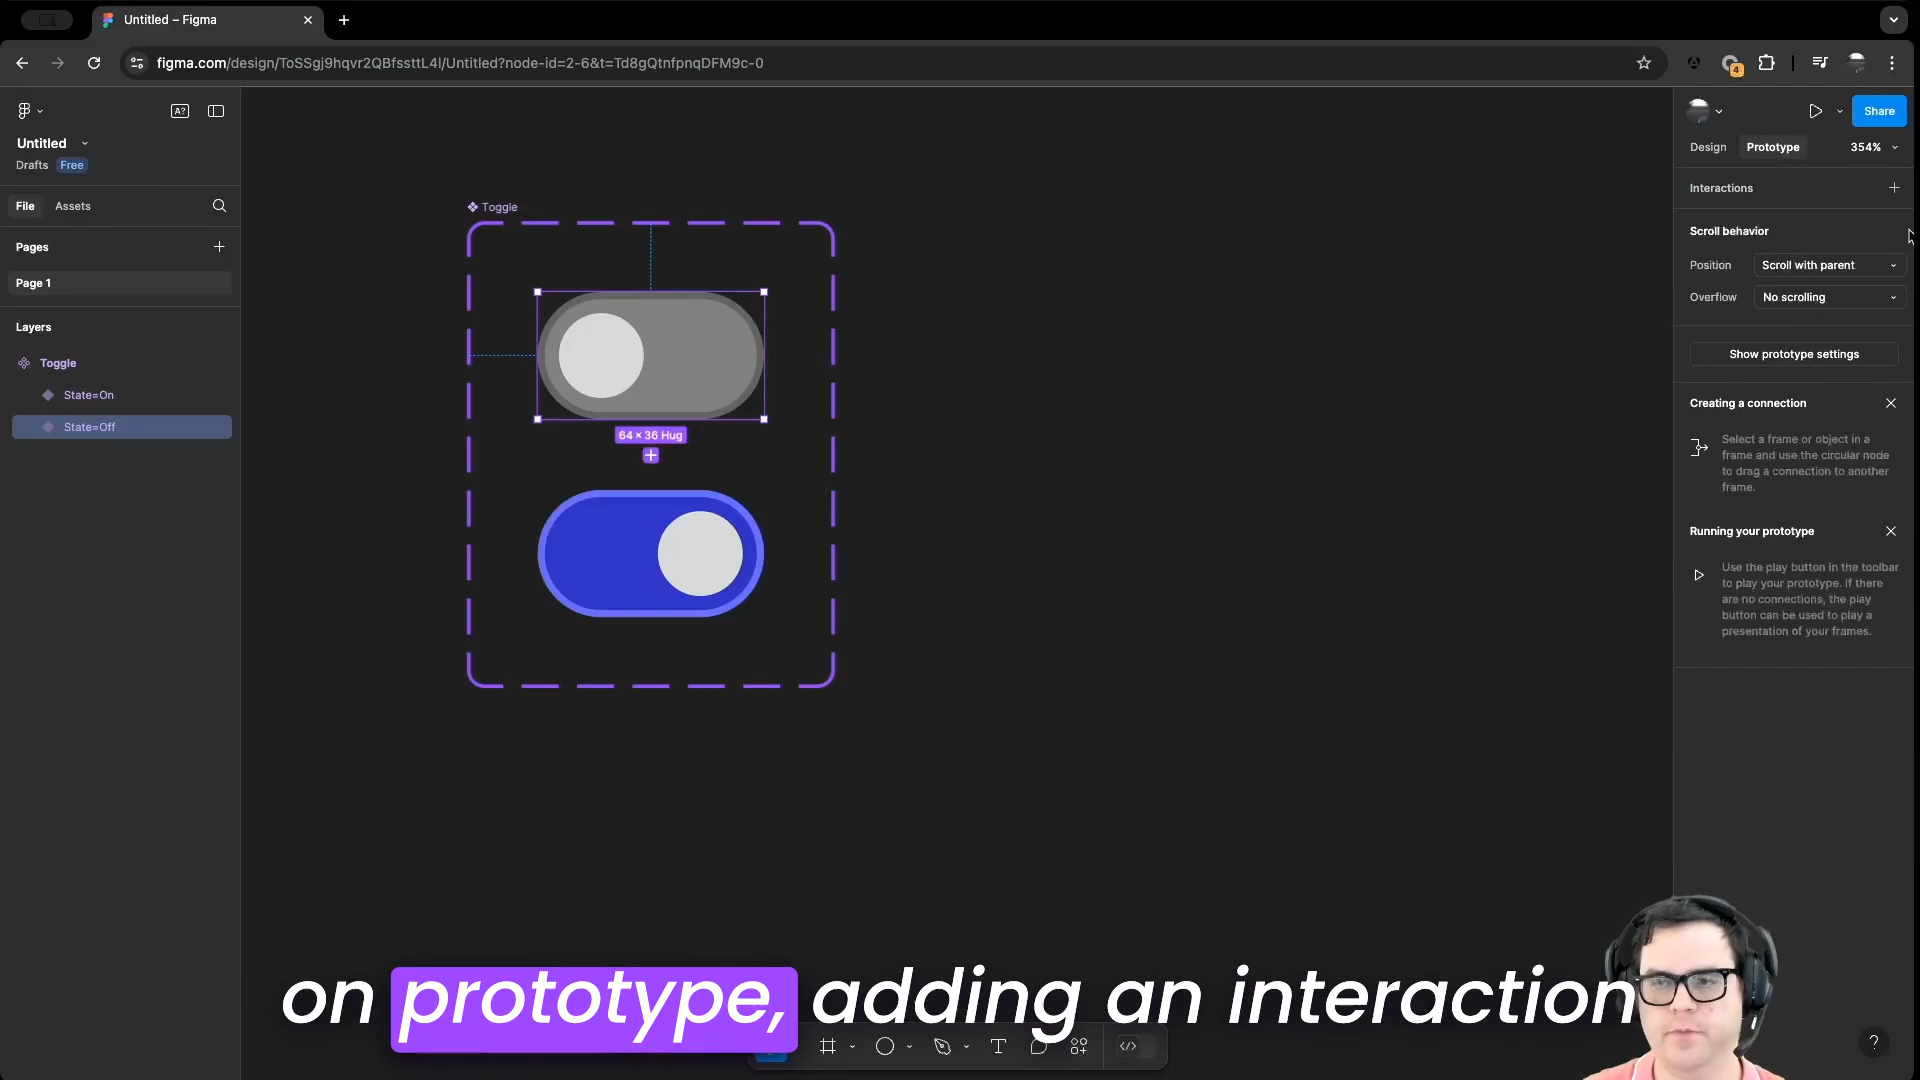 Untitled – Figma
figma.com/design/ToSSgj9hqvr2QBfssttL4l/Untitled?node-id=2-6&t=Td8gQtnfpnqDFM9c-0
4
A?
Untitled
Drafts Free
File Assets
Pages
Page 1
Layers
Toggle
State=On
State=Off
Toggle
64 × 36 Hug
Share
Design Prototype 354%
Interactions
Scroll behavior
Position Scroll with parent
Overflow No scrolling
Show prototype settings
Creating a connection
Select a frame or object in a
frame and use the circular node
to drag a connection to another
frame.
Running your prototype
Use the play button in the toolbar
to play your prototype. If there
are no connections, the play
button can be used to play a
presentation of your frames.
on prototype, adding an interaction
?